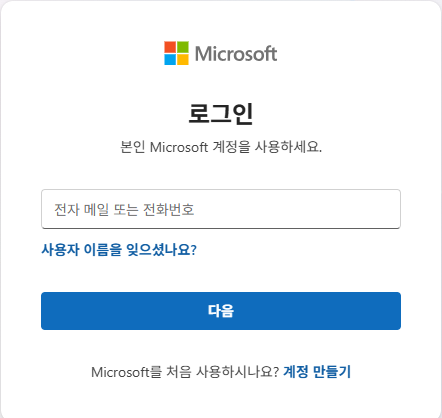 Microsoft
로그인
본인 Microsoft 계정을 사용하세요.
전자 메일 또는 전화번호
사용자 이름을 잊으셨나요?
다음
Microsoft를 처음 사용하시나요? 계정 만들기